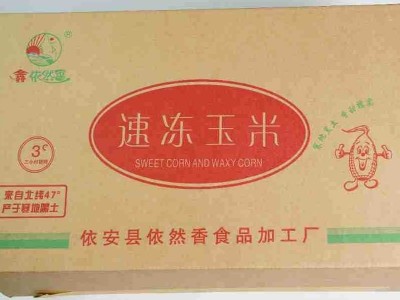 鑫依然香
®
速冻玉米
SWEET CORN AND WAXY CORN
3℃
来自北纬47°
产于寒地黑土
依安县依然香食品加工厂